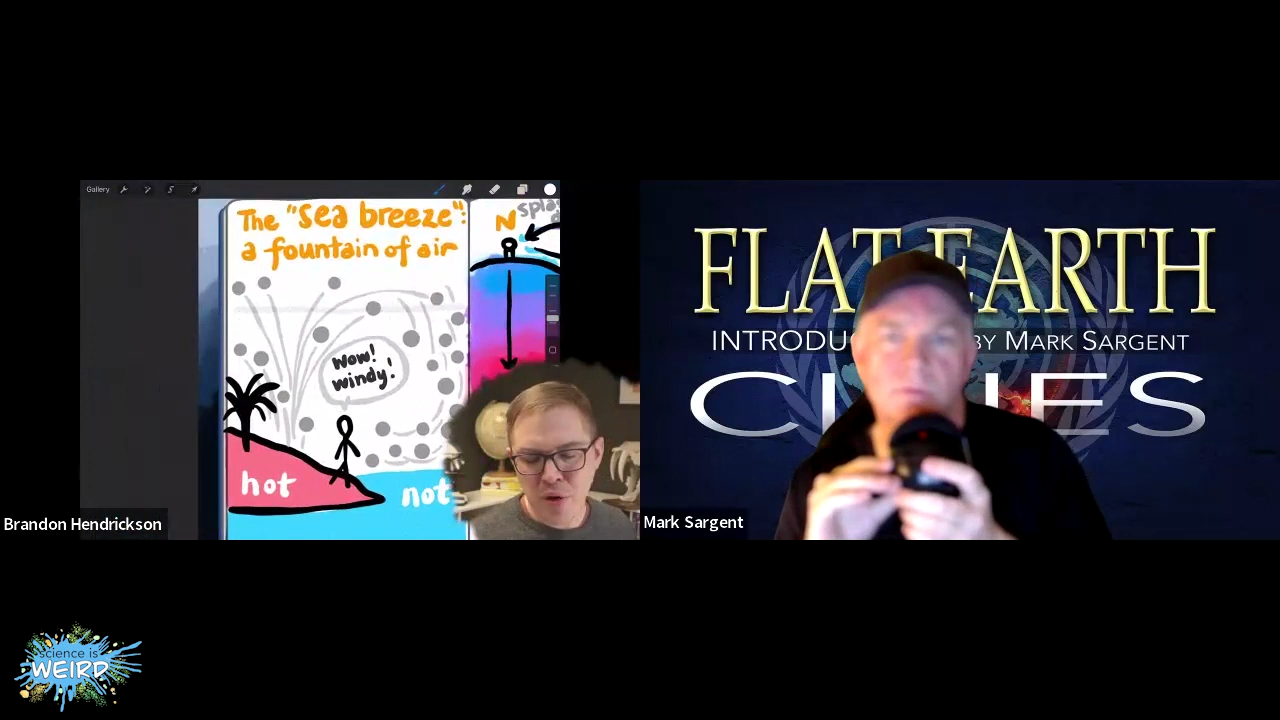 Gallery
The "sea breeze":
a fountain of air
N
wow!
windy!
hot
not
Brandon Hendrickson
FLAT EARTH
BY MARK SARGENT
Mark Sargent
science is
WEIRD